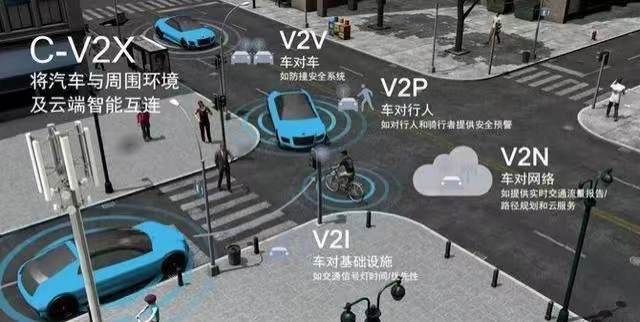 C-V2X
将汽车与周围环境
及云端智能互连
V2V
车对车
如防撞安全系统
V2P
车对行人
如对行人和骑行者提供安全预警
V2N
车对网络
如提供实时交通流量报告/
路径规划和云服务
V2I
车对基础设施
如交通信号灯时间/优先性